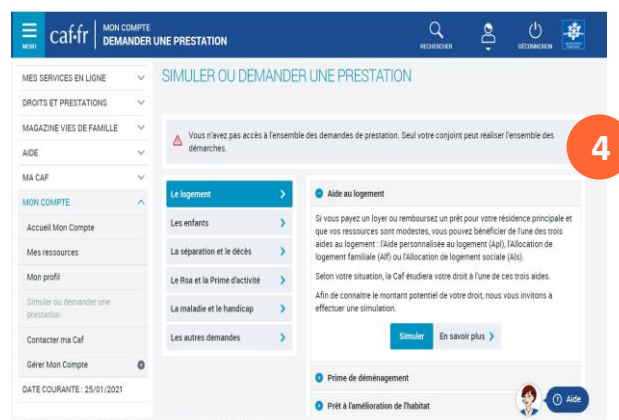 MENU
caf.fr
MON COMPTE
DEMANDER UNE PRESTATION
RECHERCHER
DÉCONNEXION
MES SERVICES EN LIGNE
DROITS ET PRESTATIONS
MAGAZINE VIES DE FAMILLE
AIDE
MA CAF
MON COMPTE
Accueil Mon Compte
Mes ressources
Mon profil
Simuler ou demander une
prestation
Contacter ma Caf
Gérer Mon Compte
DATE COURANTE : 25/01/2021
SIMULER OU DEMANDER UNE PRESTATION
Vous n'avez pas accès à l'ensemble des demandes de prestation. Seul votre conjoint peut réaliser l'ensemble des
démarches.
4
Le logement
Les enfants
La séparation et le décès
Le Rsa et la Prime d'activité
La maladie et le handicap
Les autres demandes
Aide au logement
Si vous payez un loyer ou remboursez un prêt pour votre résidence principale et
que vos ressources sont modestes, vous pouvez bénéficier de l'une des trois
aides au logement : l'Aide personnalisée au logement (Apl), l'Allocation de
logement familiale (Alf) ou l'Allocation de logement sociale (Als).
Selon votre situation, la Caf étudiera votre droit à l'une de ces trois aides.
Afin de connaitre le montant potentiel de votre droit, nous vous invitons à
effectuer une simulation.
Simuler
En savoir plus
Prime de déménagement
Prêt à l'amélioration de l'habitat
Aide